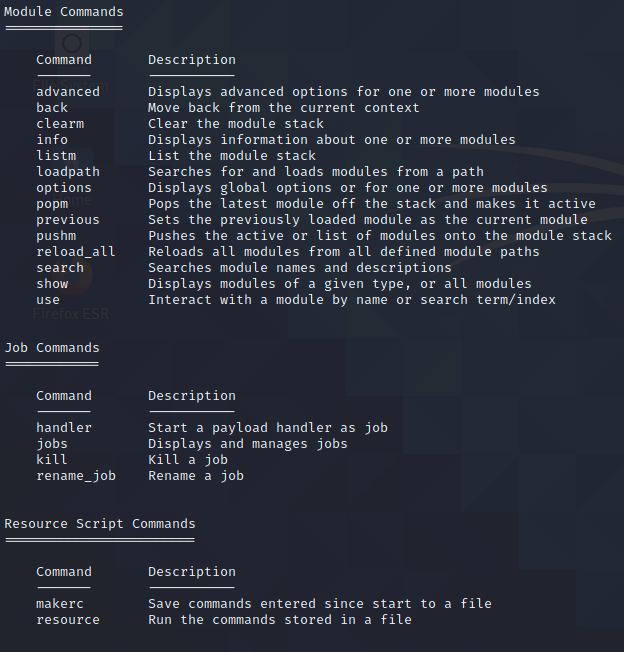 Module Commands
===============
Command Description
------- -----------
advanced Displays advanced options for one or more modules
back Move back from the current context
clearm Clear the module stack
info Displays information about one or more modules
listm List the module stack
loadpath Searches for and loads modules from a path
options Displays global options or for one or more modules
popm Pops the latest module off the stack and makes it active
previous Sets the previously loaded module as the current module
pushm Pushes the active or list of modules onto the module stack
reload_all Reloads all modules from all defined module paths
search Searches module names and descriptions
show Displays modules of a given type, or all modules
use Interact with a module by name or search term/index
Firefox ESR
Job Commands
============
Command Description
------- -----------
handler Start a payload handler as job
jobs Displays and manages jobs
kill Kill a job
rename_job Rename a job
Resource Script Commands
========================
Command Description
------- -----------
makerc Save commands entered since start to a file
resource Run the commands stored in a file